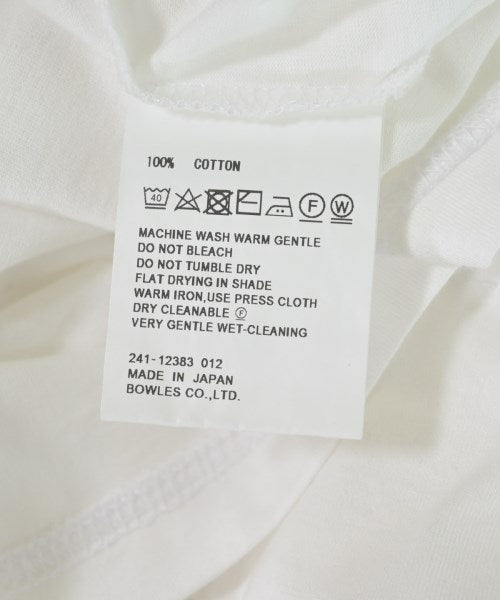 100% COTTON
40 F W
MACHINE WASH WARM GENTLE
DO NOT BLEACH
DO NOT TUMBLE DRY
FLAT DRYING IN SHADE
WARM IRON,USE PRESS CLOTH
DRY CLEANABLE Ⓕ
VERY GENTLE WET-CLEANING
241-12383 012
MADE IN JAPAN
BOWLES CO.,LTD.